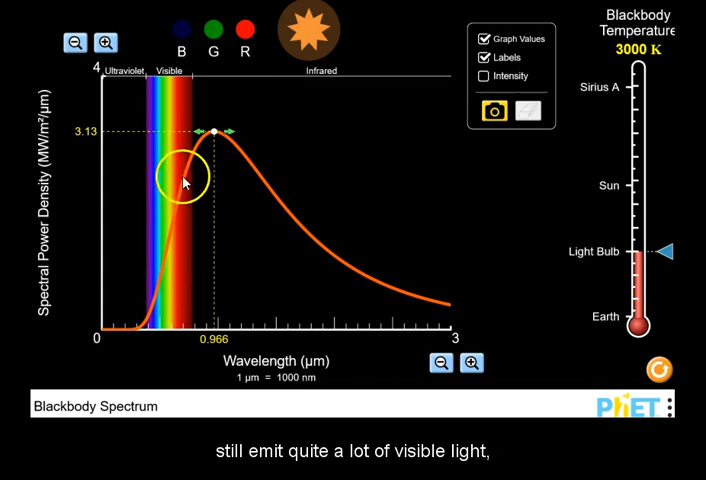 Blackbody
Temperature
3000 K
B G R
Graph Values
Labels
Intensity
4
Ultraviolet Visible Infrared
3.13
Spectral Power Density (MW/m²/μm)
Sirius A
Sun
Light Bulb
Earth
0 0.966 3
Wavelength (μm)
1 μm = 1000 nm
Blackbody Spectrum
PhET
still emit quite a lot of visible light,